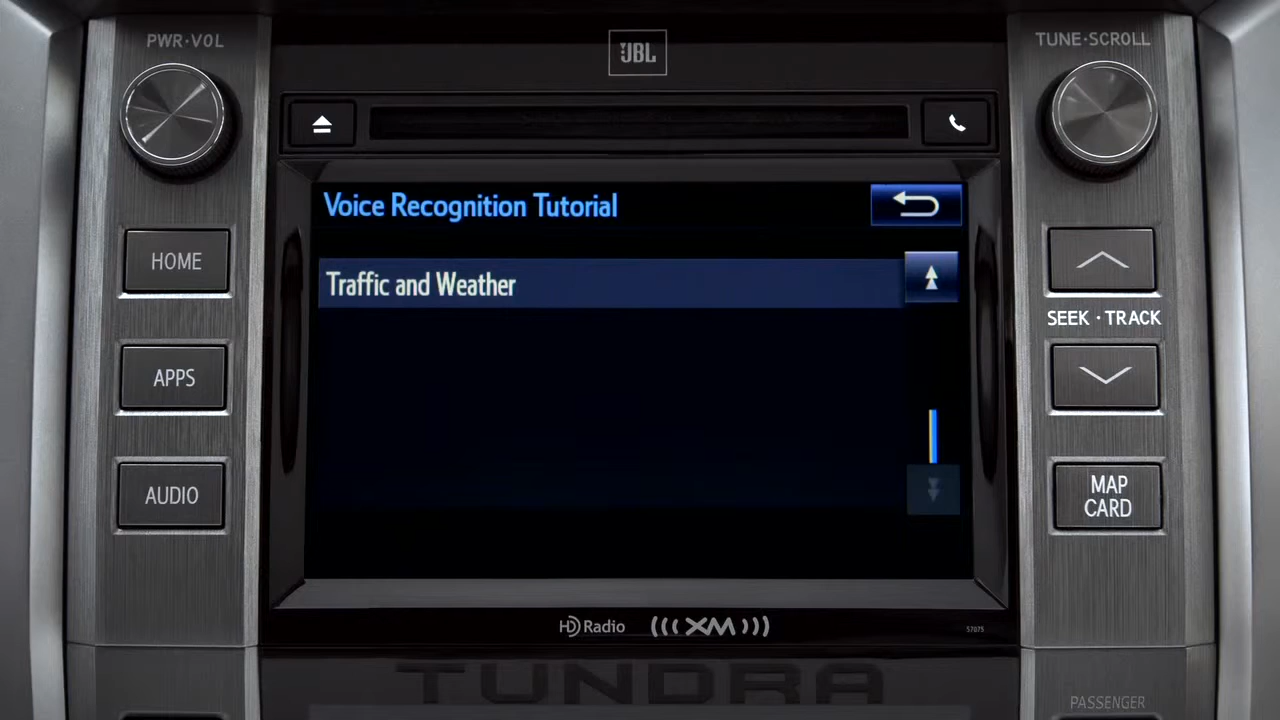 PWR·VOL
JBL
TUNE·SCROLL
Voice Recognition Tutorial
HOME
Traffic and Weather
SEEK · TRACK
APPS
AUDIO
MAP
CARD
HD Radio
((( XM )))
57075
TUNDRA
PASSENGER